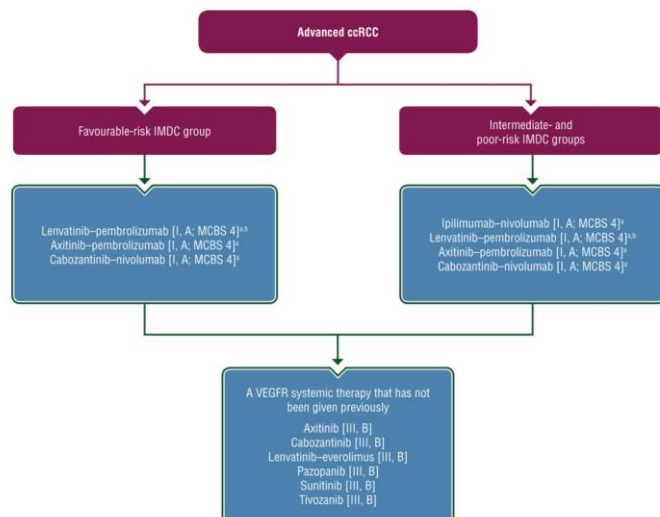 Advanced ccRCC
Favourable-risk IMDC group
Intermediate- and
poor-risk IMDC groups
Lenvatinib–pembrolizumab [I, A; MCBS 4]a,b
Axitinib–pembrolizumab [I, A; MCBS 4]a
Cabozantinib–nivolumab [I, A; MCBS 4]a
Ipilimumab–nivolumab [I, A; MCBS 4]a
Lenvatinib–pembrolizumab [I, A; MCBS 4]a,b
Axitinib–pembrolizumab [I, A; MCBS 4]a
Cabozantinib–nivolumab [I, A; MCBS 4]a
A VEGFR systemic therapy that has not
been given previously
Axitinib [III, B]
Cabozantinib [III, B]
Lenvatinib–everolimus [III, B]
Pazopanib [III, B]
Sunitinib [III, B]
Tivozanib [III, B]